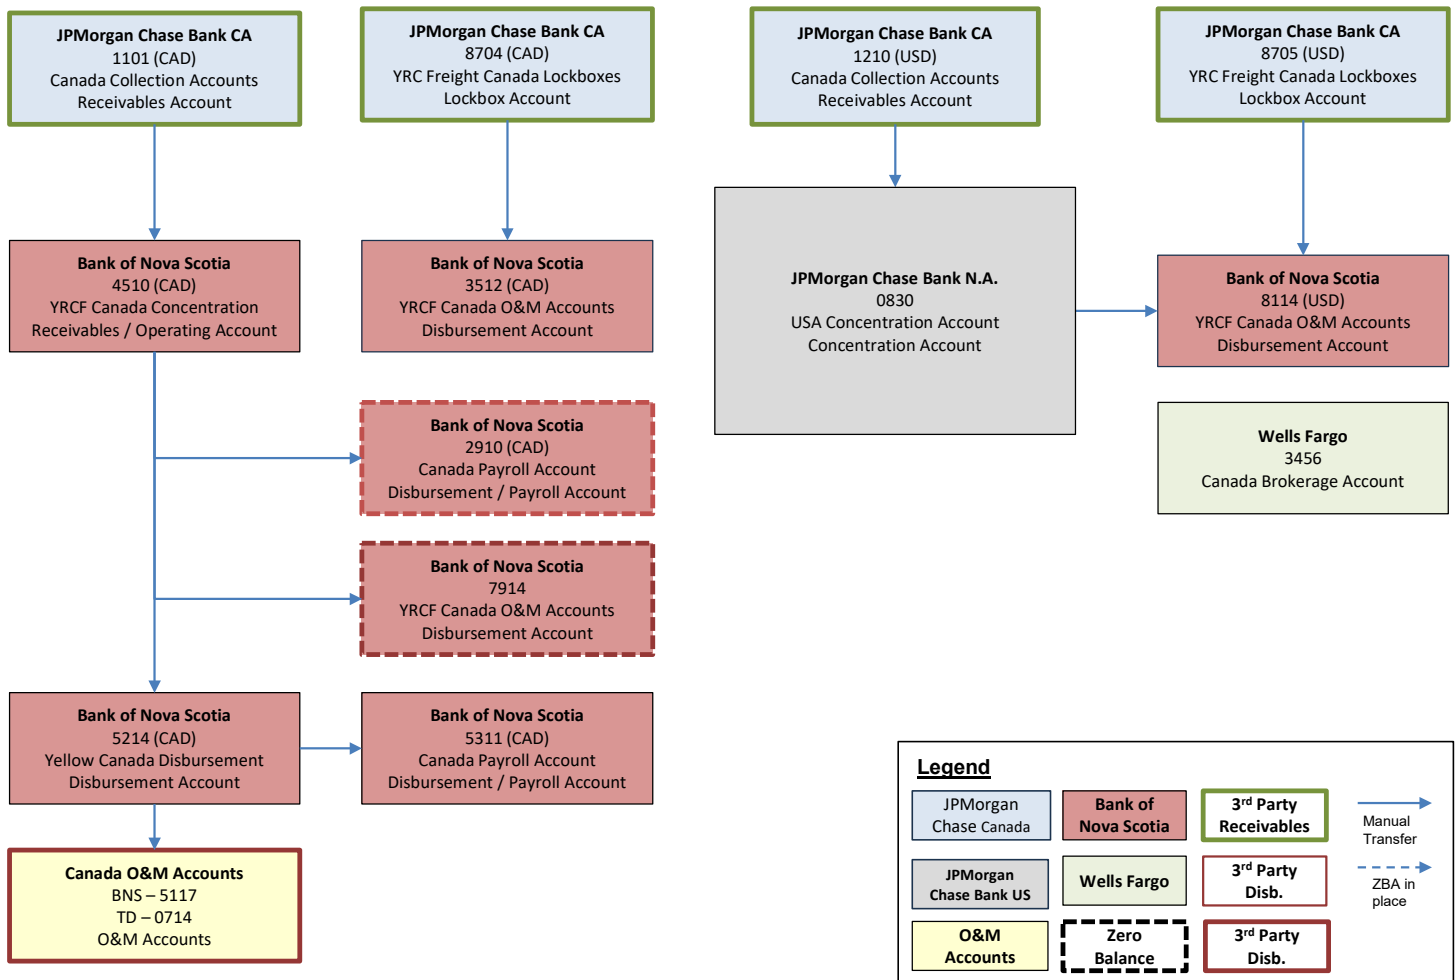 JPMorgan Chase Bank CA
1101 (CAD)
Canada Collection Accounts
Receivables Account
JPMorgan Chase Bank CA
8704 (CAD)
YRC Freight Canada Lockboxes
Lockbox Account
JPMorgan Chase Bank CA
1210 (USD)
Canada Collection Accounts
Receivables Account
JPMorgan Chase Bank CA
8705 (USD)
YRC Freight Canada Lockboxes
Lockbox Account
Bank of Nova Scotia
4510 (CAD)
YRCF Canada Concentration
Receivables / Operating Account
Bank of Nova Scotia
3512 (CAD)
YRCF Canada O&M Accounts
Disbursement Account
JPMorgan Chase Bank N.A.
0830
USA Concentration Account
Concentration Account
Bank of Nova Scotia
8114 (USD)
YRCF Canada O&M Accounts
Disbursement Account
Bank of Nova Scotia
2910 (CAD)
Canada Payroll Account
Disbursement / Payroll Account
Wells Fargo
3456
Canada Brokerage Account
Bank of Nova Scotia
7914
YRCF Canada O&M Accounts
Disbursement Account
Bank of Nova Scotia
5214 (CAD)
Yellow Canada Disbursement
Disbursement Account
Bank of Nova Scotia
5311 (CAD)
Canada Payroll Account
Disbursement / Payroll Account
Canada O&M Accounts
BNS – 5117
TD – 0714
O&M Accounts
Legend
JPMorgan
Chase Canada
Bank of
Nova Scotia
3rd Party
Receivables
Manual
Transfer
JPMorgan
Chase Bank US
Wells Fargo
3rd Party
Disb.
ZBA in
place
O&M
Accounts
Zero
Balance
3rd Party
Disb.